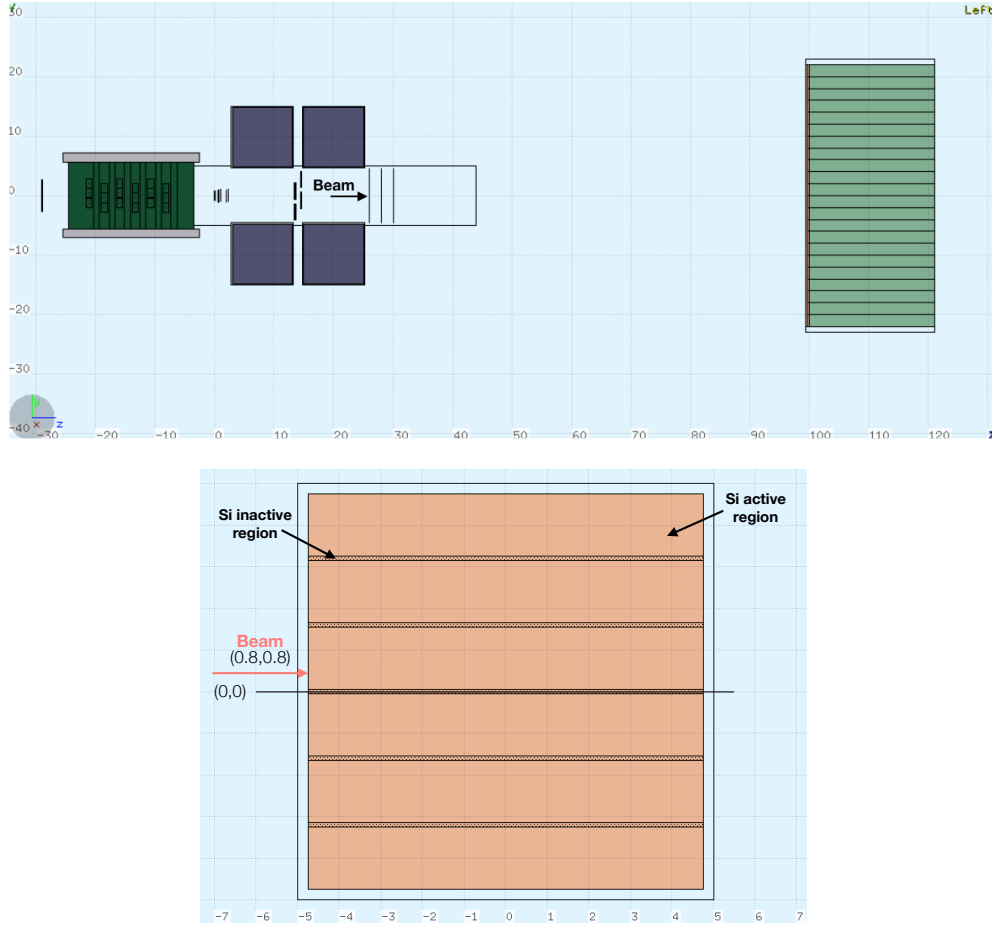 Left
30
20
10
0
-10
-20
-30
-40
Beam
y
x
z
-30 -20 -10 0 10 20 30 40 50 60 70 80 90 100 110 120
Si inactive
region
Si active
region
Beam
(0.8,0.8)
(0,0)
-7 -6 -5 -4 -3 -2 -1 0 1 2 3 4 5 6 7